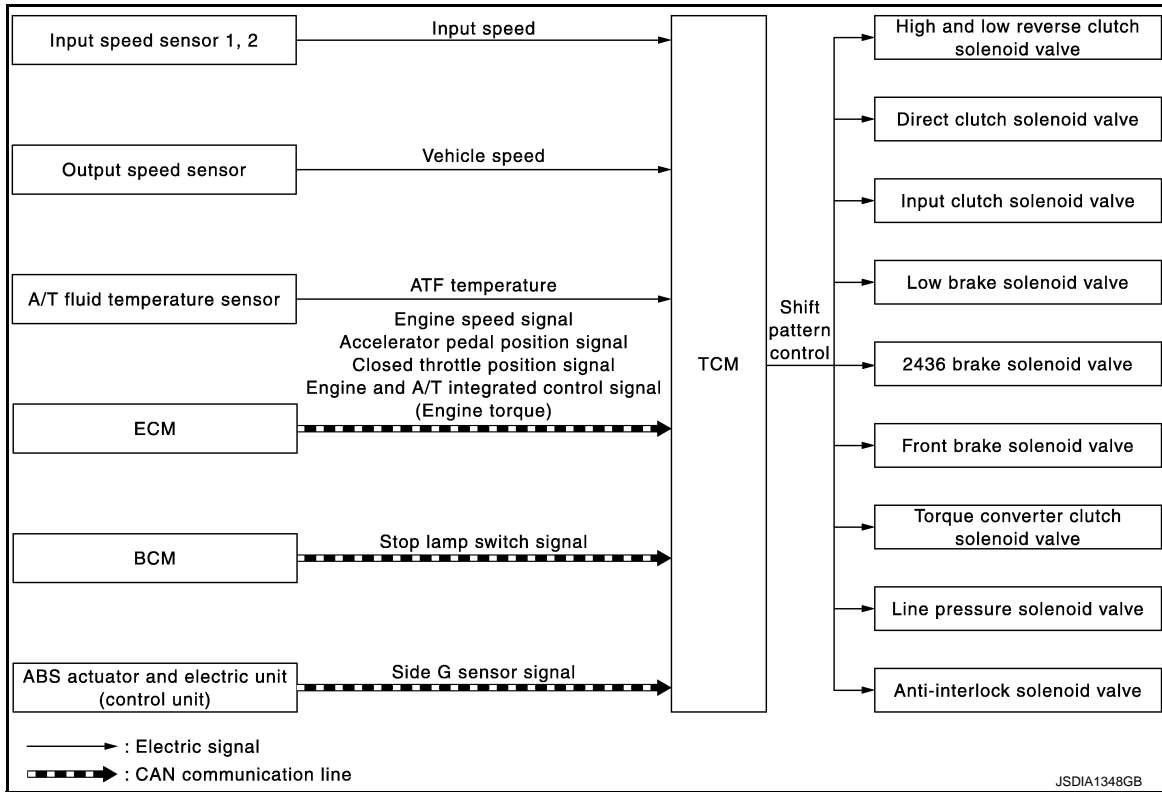 Input speed sensor 1, 2
Input speed
Output speed sensor
Vehicle speed
A/T fluid temperature sensor
ATF temperature
Engine speed signal
Accelerator pedal position signal
Closed throttle position signal
Engine and A/T integrated control signal
(Engine torque)
ECM
BCM
Stop lamp switch signal
ABS actuator and electric unit
(control unit)
Side G sensor signal
TCM
Shift
pattern
control
High and low reverse clutch
solenoid valve
Direct clutch solenoid valve
Input clutch solenoid valve
Low brake solenoid valve
2436 brake solenoid valve
Front brake solenoid valve
Torque converter clutch
solenoid valve
Line pressure solenoid valve
Anti-interlock solenoid valve
: Electric signal
: CAN communication line
JSDIA1348GB